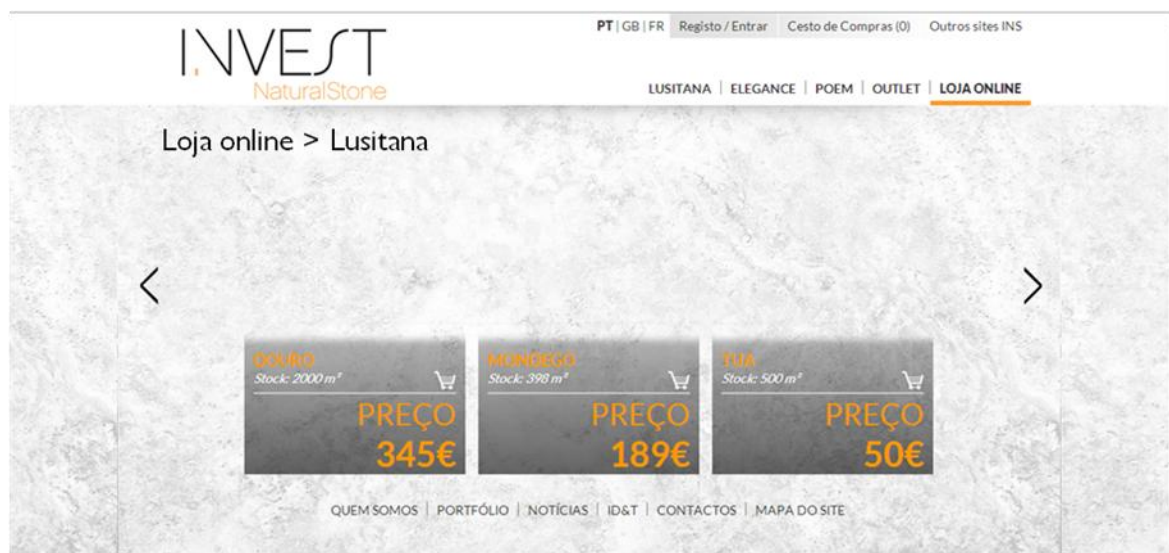 INVEST
NaturalStone
PT | GB | FR Registo / Entrar Cesto de Compras (0) Outros sites INS
LUSITANA | ELEGANCE | POEM | OUTLET | LOJA ONLINE
Loja online > Lusitana
< >
DOURO
Stock: 2000 m²
PREÇO
345€
MONDEGO
Stock: 398 m²
PREÇO
189€
TUA
Stock: 500 m²
PREÇO
50€
QUEM SOMOS | PORTFÓLIO | NOTÍCIAS | ID&T | CONTACTOS | MAPA DO SITE